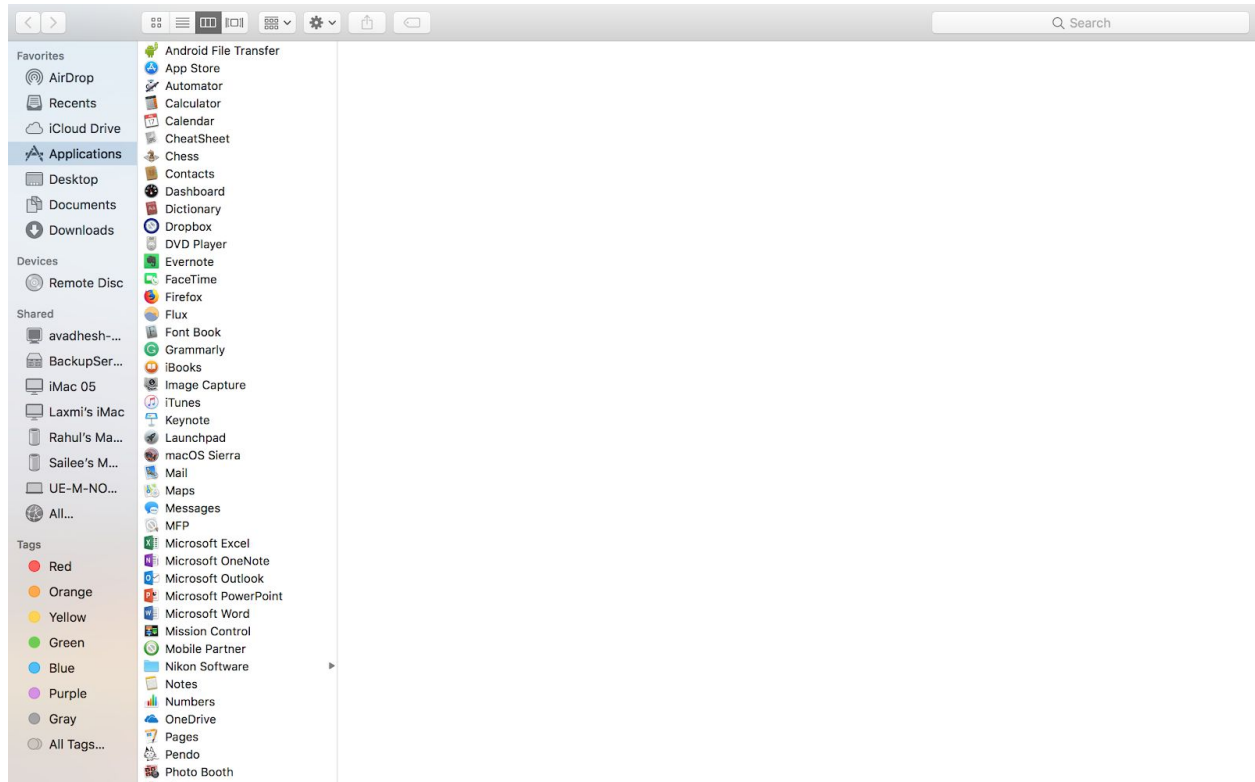 Search
Favorites
AirDrop
Recents
iCloud Drive
Applications
Desktop
Documents
Downloads
Devices
Remote Disc
Shared
avadhesh-...
BackupSer...
iMac 05
Laxmi's iMac
Rahul's Ma...
Sailee's M...
UE-M-NO...
All...
Tags
Red
Orange
Yellow
Green
Blue
Purple
Gray
All Tags...
Android File Transfer
App Store
Automator
Calculator
Calendar
CheatSheet
Chess
Contacts
Dashboard
Dictionary
Dropbox
DVD Player
Evernote
FaceTime
Firefox
Flux
Font Book
Grammarly
iBooks
Image Capture
iTunes
Keynote
Launchpad
macOS Sierra
Mail
Maps
Messages
MFP
Microsoft Excel
Microsoft OneNote
Microsoft Outlook
Microsoft PowerPoint
Microsoft Word
Mission Control
Mobile Partner
Nikon Software
Notes
Numbers
OneDrive
Pages
Pendo
Photo Booth